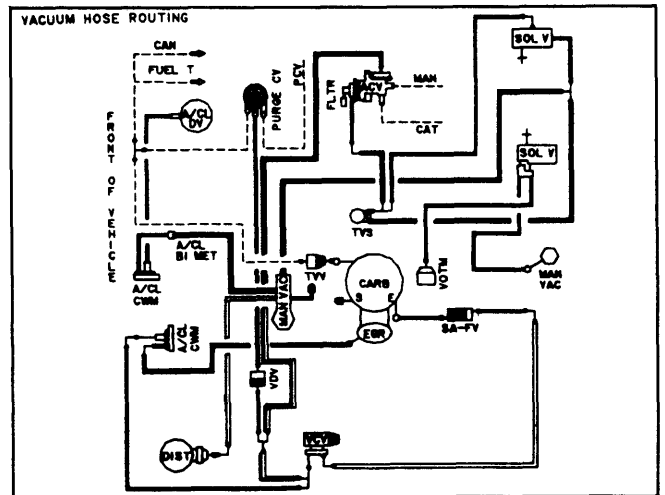 VACUUM HOSE ROUTING
CAN
FUEL T
SOL V
PCV
PURGE CV
FLTR
ACV
MAN
CAT
A/CL
DV
FRONT OF VEHICLE
SOL V
TVS
A/CL
BI MET
TVV
CARB
VOTM
MAN
VAC
A/CL
CWM
MAN VAC
S
E
SA-FV
A/CL
CWM
EGR
VDV
DIST
VCV